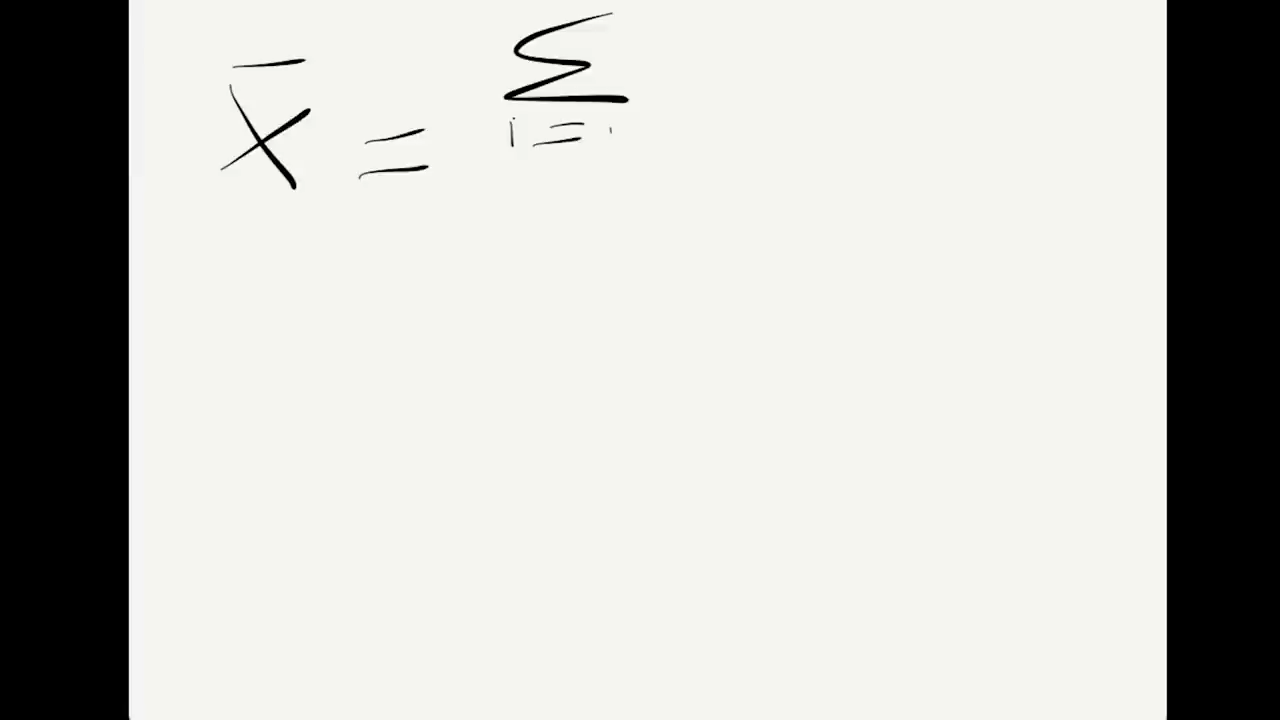 X̄ = Σ
i =